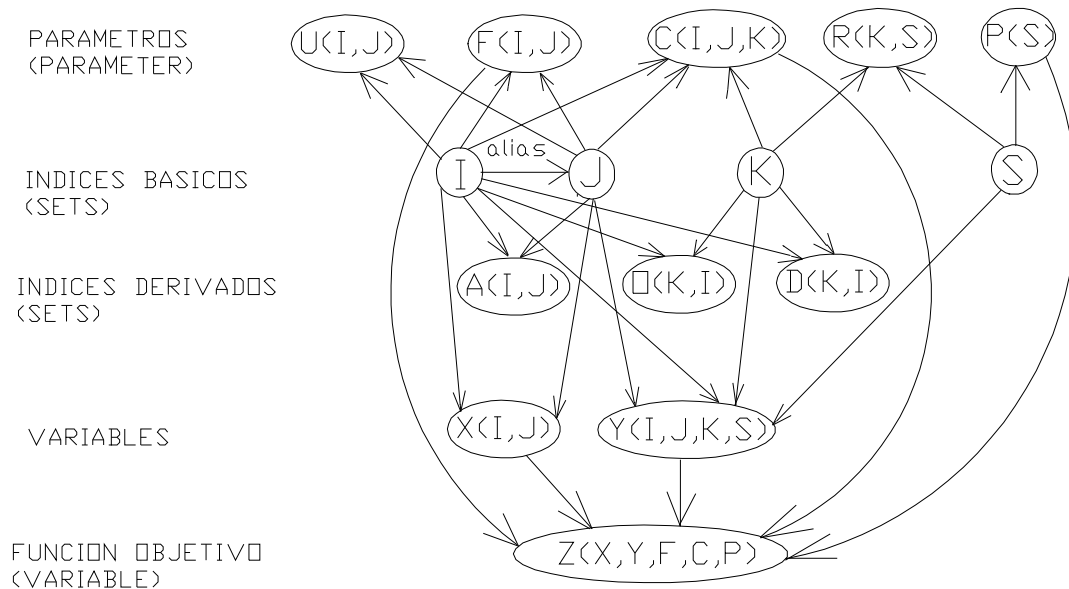 PARAMETROS
(PARAMETER)
U(I,J)
F(I,J)
C(I,J,K)
R(K,S)
P(S)
INDICES BASICOS
(SETS)
I
alias
J
K
S
INDICES DERIVADOS
(SETS)
A(I,J)
O(K,I)
D(K,I)
VARIABLES
X(I,J)
Y(I,J,K,S)
FUNCION OBJETIVO
(VARIABLE)
Z(X,Y,F,C,P)